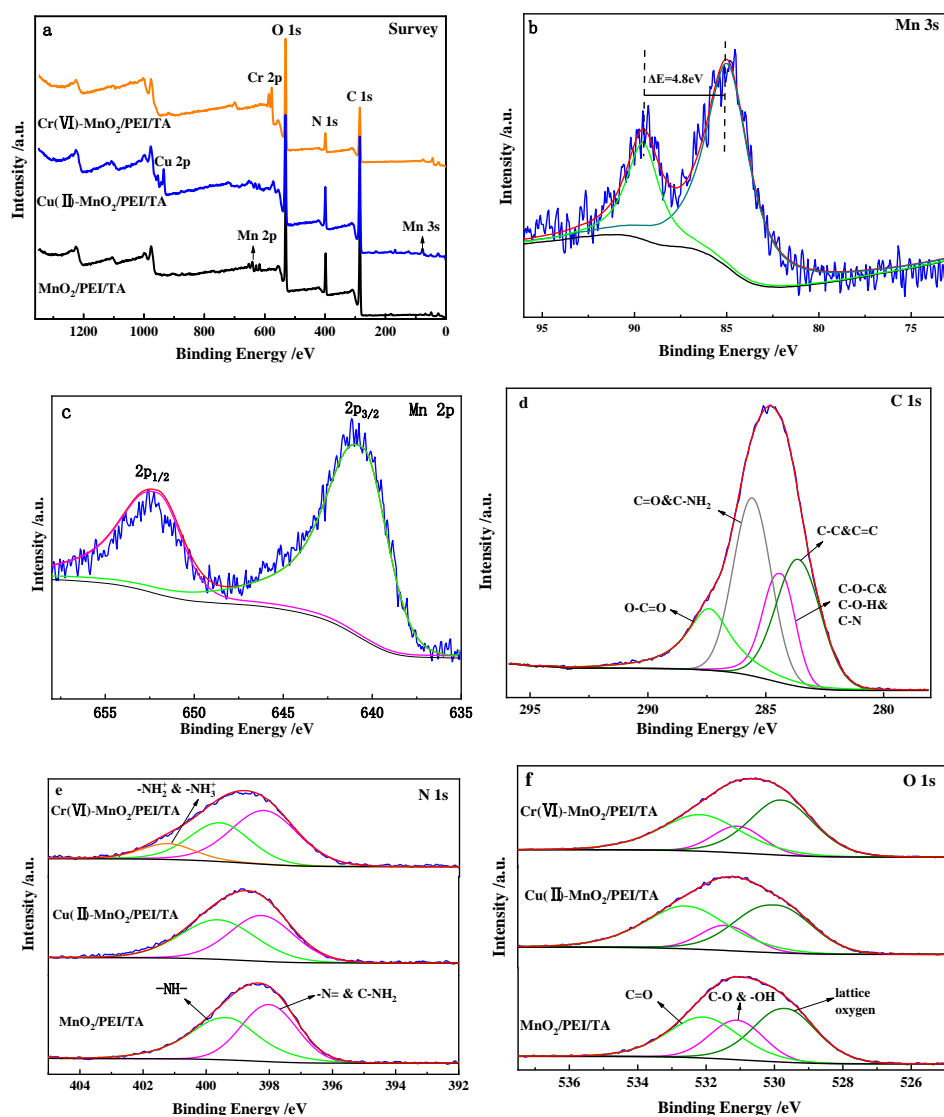 a
Survey
O 1s
Cr 2p
C 1s
N 1s
Cr(Ⅵ)-MnO₂/PEI/TA
Cu 2p
Cu(Ⅱ)-MnO₂/PEI/TA
Mn 2p
Mn 3s
MnO₂/PEI/TA
Intensity /a.u.
1200 1000 800 600 400 200 0
Binding Energy /eV
b
Mn 3s
ΔE=4.8eV
Intensity /a.u.
95 90 85 80 75
Binding Energy /eV
c
Mn 2p
2p₃/₂
2p₁/₂
Intensity /a.u.
655 650 645 640 635
Binding Energy /eV
d
C 1s
C=O&C-NH₂
C-C&C=C
O-C=O
C-O-C&
C-O-H&
C-N
Intensity /a.u.
295 290 285 280
Binding Energy /eV
e
N 1s
-NH₂⁺ & -NH₃⁺
Cr(Ⅵ)-MnO₂/PEI/TA
Cu(Ⅱ)-MnO₂/PEI/TA
-NH-
-N= & C-NH₂
MnO₂/PEI/TA
Intensity /a.u.
404 402 400 398 396 394 392
Binding Energy /eV
f
O 1s
Cr(Ⅵ)-MnO₂/PEI/TA
Cu(Ⅱ)-MnO₂/PEI/TA
C=O
C-O & -OH
lattice
oxygen
MnO₂/PEI/TA
Intensity /a.u.
536 534 532 530 528 526
Binding Energy /eV